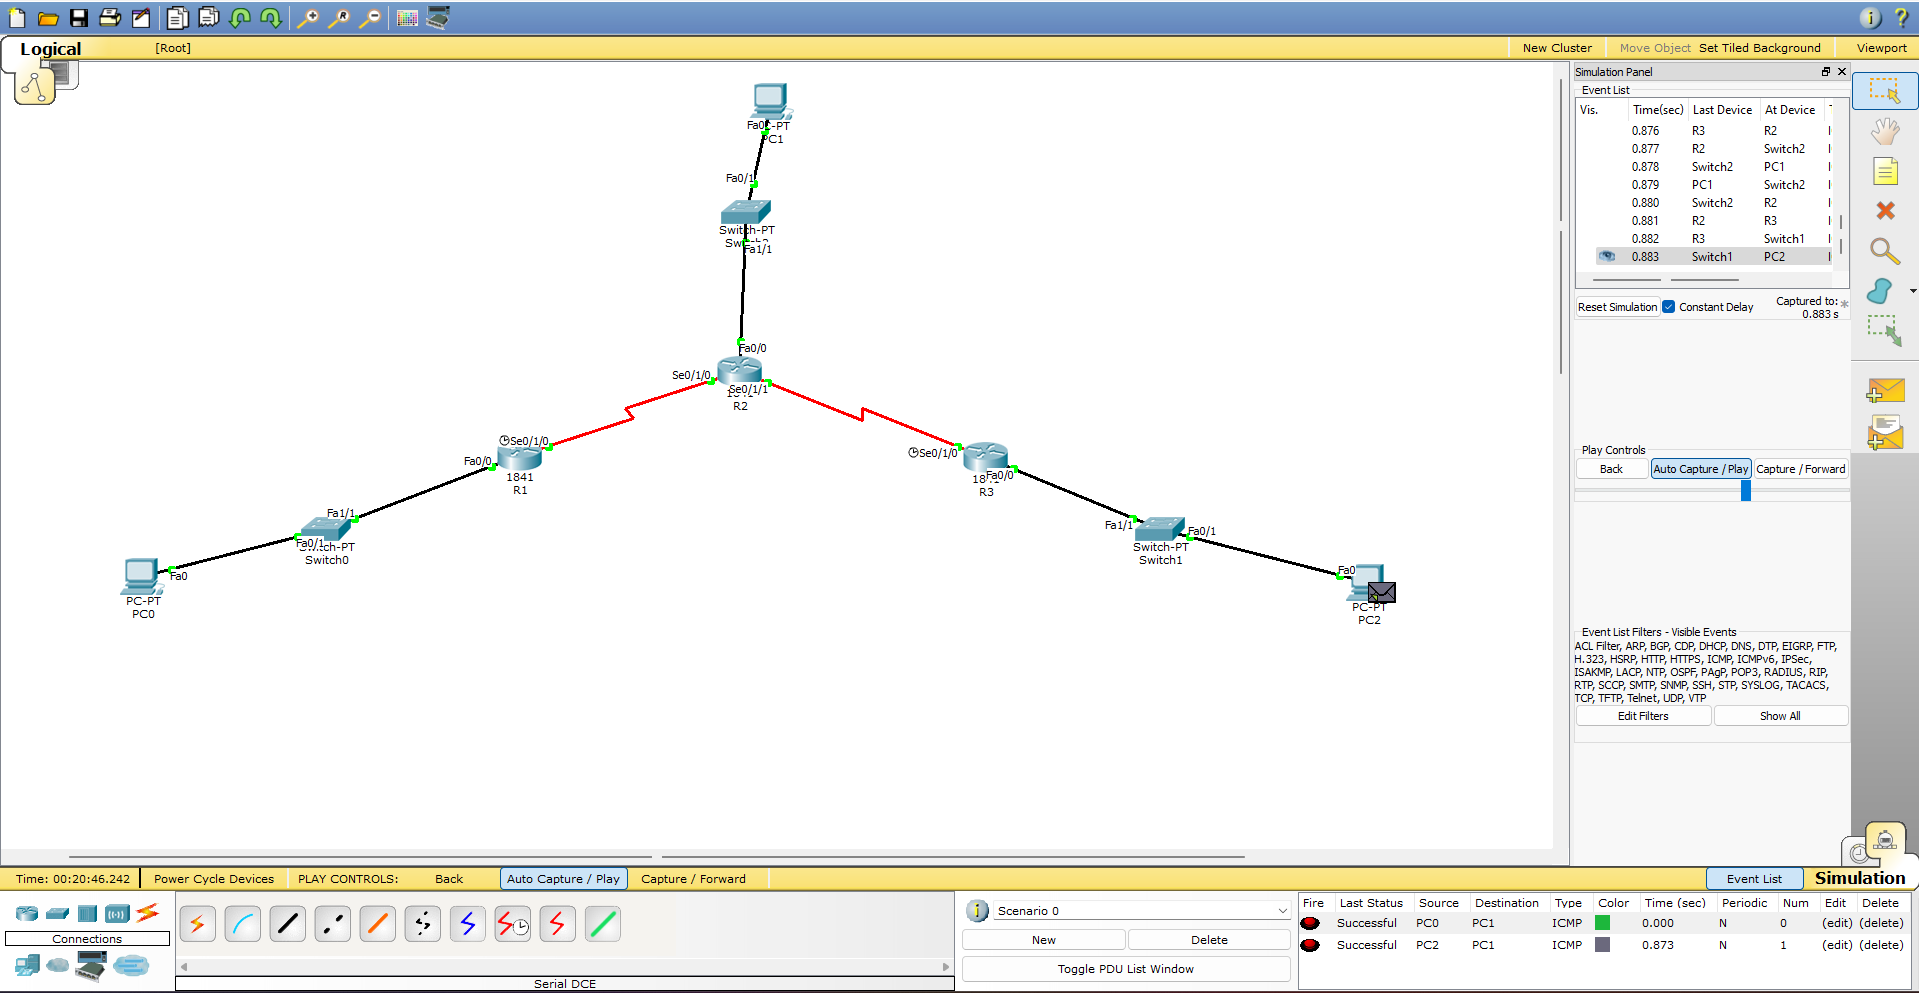 Logical
[Root]
New Cluster
Move Object
Set Tiled Background
Viewport
Simulation Panel
Event List
Vis. Time(sec) Last Device At Device
0.876 R3 R2
0.877 R2 Switch2
0.878 Switch2 PC1
0.879 PC1 Switch2
0.880 Switch2 R2
0.881 R2 R3
0.882 R3 Switch1
0.883 Switch1 PC2
Reset Simulation
Constant Delay
Captured to:
0.883 s
Play Controls
Back
Auto Capture / Play
Capture / Forward
Event List Filters - Visible Events
ACL Filter, ARP, BGP, CDP, DHCP, DNS, DTP, EIGRP, FTP,
H.323, HSRP, HTTP, HTTPS, ICMP, ICMPv6, IPSec,
ISAKMP, LACP, NTP, OSPF, PAgP, POP3, RADIUS, RIP,
RTP, SCCP, SMTP, SNMP, SSH, STP, SYSLOG, TACACS,
TCP, TFTP, Telnet, UDP, VTP
Edit Filters
Show All
Fa0
PC1
Fa0/1
Switch-PT
Fa1/1
Fa0/0
Se0/1/0
Se0/1/1
R2
Se0/1/0
Fa0/0
1841
R1
Fa1/1
Fa0/1
Switch0
Fa0
PC-PT
PC0
Se0/1/0
Fa0/0
R3
Fa1/1
Fa0/1
Switch-PT
Switch1
Fa0
PC-PT
PC2
Time: 00:20:46.242
Power Cycle Devices
PLAY CONTROLS:
Back
Auto Capture / Play
Capture / Forward
Event List
Simulation
Connections
Serial DCE
Scenario 0
New
Delete
Toggle PDU List Window
Fire Last Status Source Destination Type Color Time (sec) Periodic Num Edit Delete
Successful PC0 PC1 ICMP 0.000 N 0 (edit) (delete)
Successful PC2 PC1 ICMP 0.873 N 1 (edit) (delete)